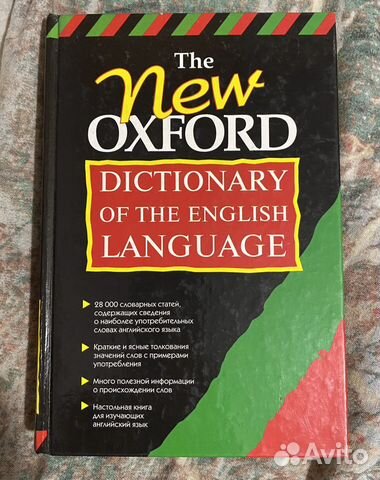 The
New
OXFORD
DICTIONARY
OF THE ENGLISH
LANGUAGE
28 000 словарных статей,
содержащих сведения
о наиболее употребительных
словах английского языка
Краткие и ясные толкования
значений слов с примерами
употребления
Много полезной информации
о происхождении слов
Настольная книга
для изучающих
английский язык
Avito